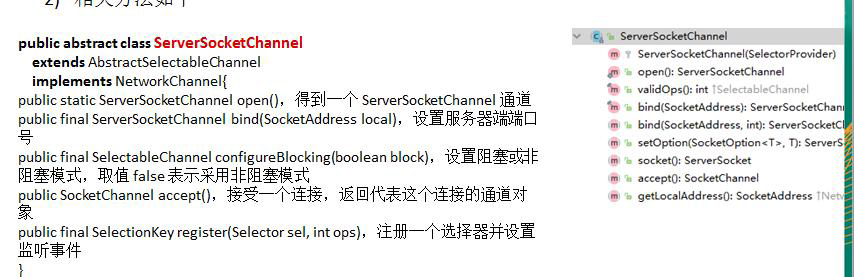 2) 相关方法如下
public abstract class ServerSocketChannel
extends AbstractSelectableChannel
implements NetworkChannel{
public static ServerSocketChannel open()，得到一个 ServerSocketChannel 通道
public final ServerSocketChannel bind(SocketAddress local)，设置服务器端端口
号
public final SelectableChannel configureBlocking(boolean block)，设置阻塞或非
阻塞模式，取值 false 表示采用非阻塞模式
public SocketChannel accept()，接受一个连接，返回代表这个连接的通道对
象
public final SelectionKey register(Selector sel, int ops)，注册一个选择器并设置
监听事件
}
ServerSocketChannel
ServerSocketChannel(SelectorProvider)
open(): ServerSocketChannel
validOps(): int ↑SelectableChannel
bind(SocketAddress): ServerSocketChan
bind(SocketAddress, int): ServerSocketCl
setOption(SocketOption<T>, T): ServerS
socket(): ServerSocket
accept(): SocketChannel
getLocalAddress(): SocketAddress ↑Netw